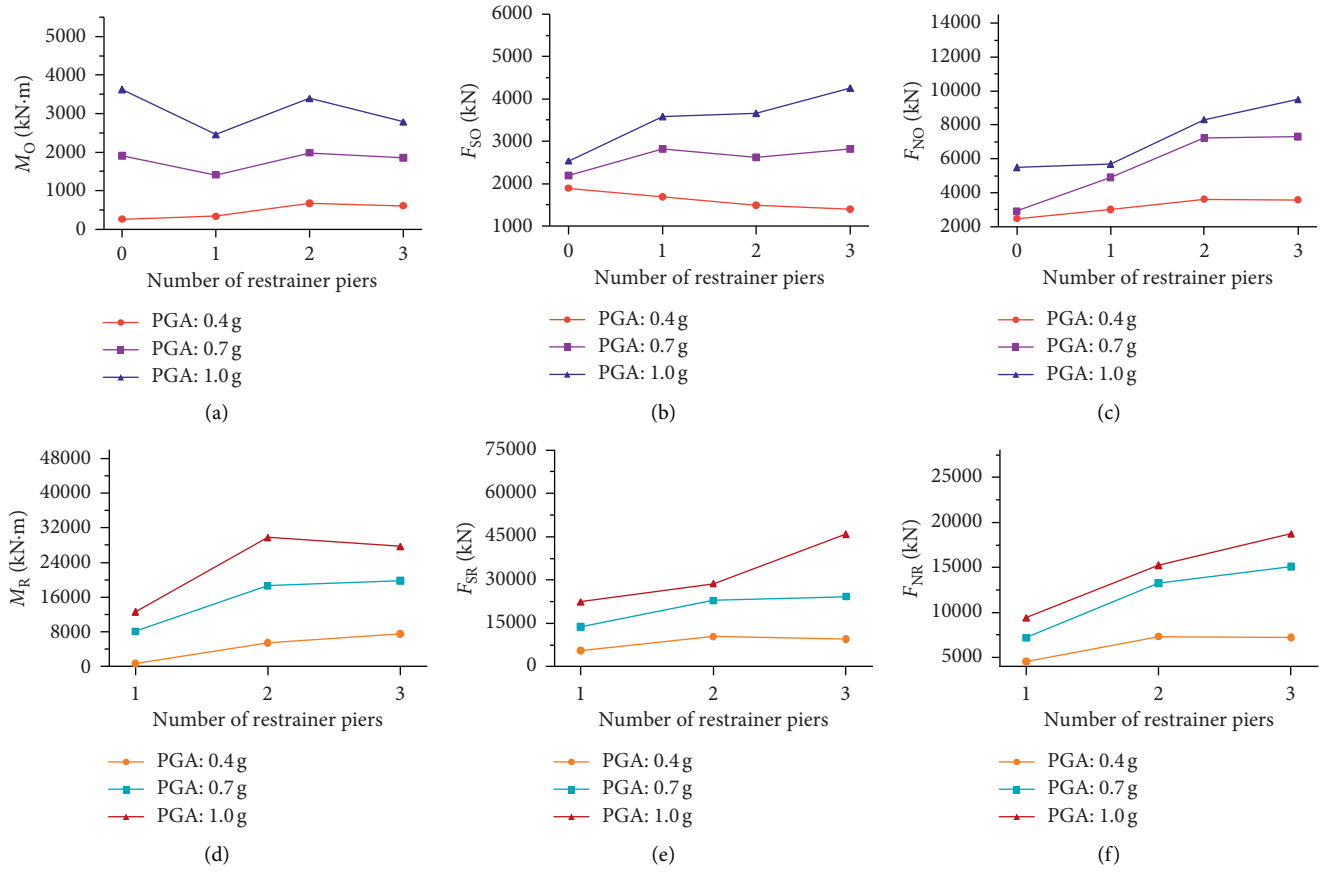 5000
4000
3000
2000
1000
0
M_O (kN·m)
0 1 2 3
Number of restrainer piers
PGA: 0.4 g
PGA: 0.7 g
PGA: 1.0 g
(a)
6000
5000
4000
3000
2000
1000
F_SO (kN)
0 1 2 3
Number of restrainer piers
PGA: 0.4 g
PGA: 0.7 g
PGA: 1.0 g
(b)
14000
12000
10000
8000
6000
4000
2000
F_NO (kN)
0 1 2 3
Number of restrainer piers
PGA: 0.4 g
PGA: 0.7 g
PGA: 1.0 g
(c)
48000
40000
32000
24000
16000
8000
0
M_R (kN·m)
1 2 3
Number of restrainer piers
PGA: 0.4 g
PGA: 0.7 g
PGA: 1.0 g
(d)
75000
60000
45000
30000
15000
0
F_SR (kN)
1 2 3
Number of restrainer piers
PGA: 0.4 g
PGA: 0.7 g
PGA: 1.0 g
(e)
25000
20000
15000
10000
5000
F_NR (kN)
1 2 3
Number of restrainer piers
PGA: 0.4 g
PGA: 0.7 g
PGA: 1.0 g
(f)